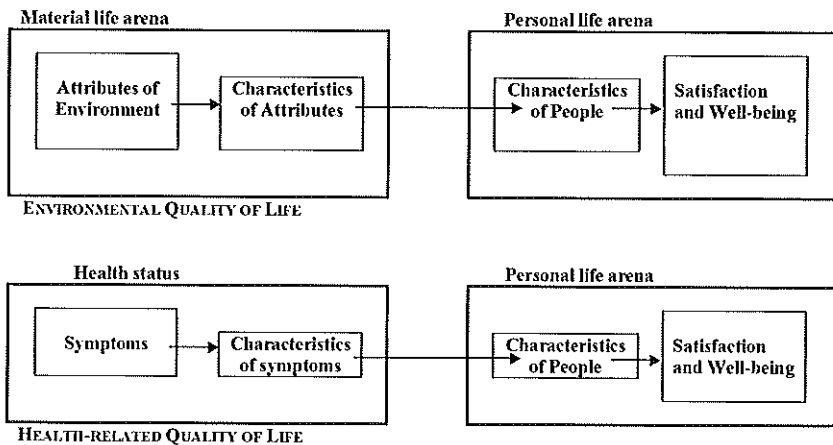 Material life arena
Personal life arena
Attributes of
Environment
Characteristics
of Attributes
Characteristics
of People
Satisfaction
and Well-being
ENVIRONMENTAL QUALITY OF LIFE
Health status
Personal life arena
Symptoms
Characteristics
of symptoms
Characteristics
of People
Satisfaction
and Well-being
HEALTH-RELATED QUALITY OF LIFE